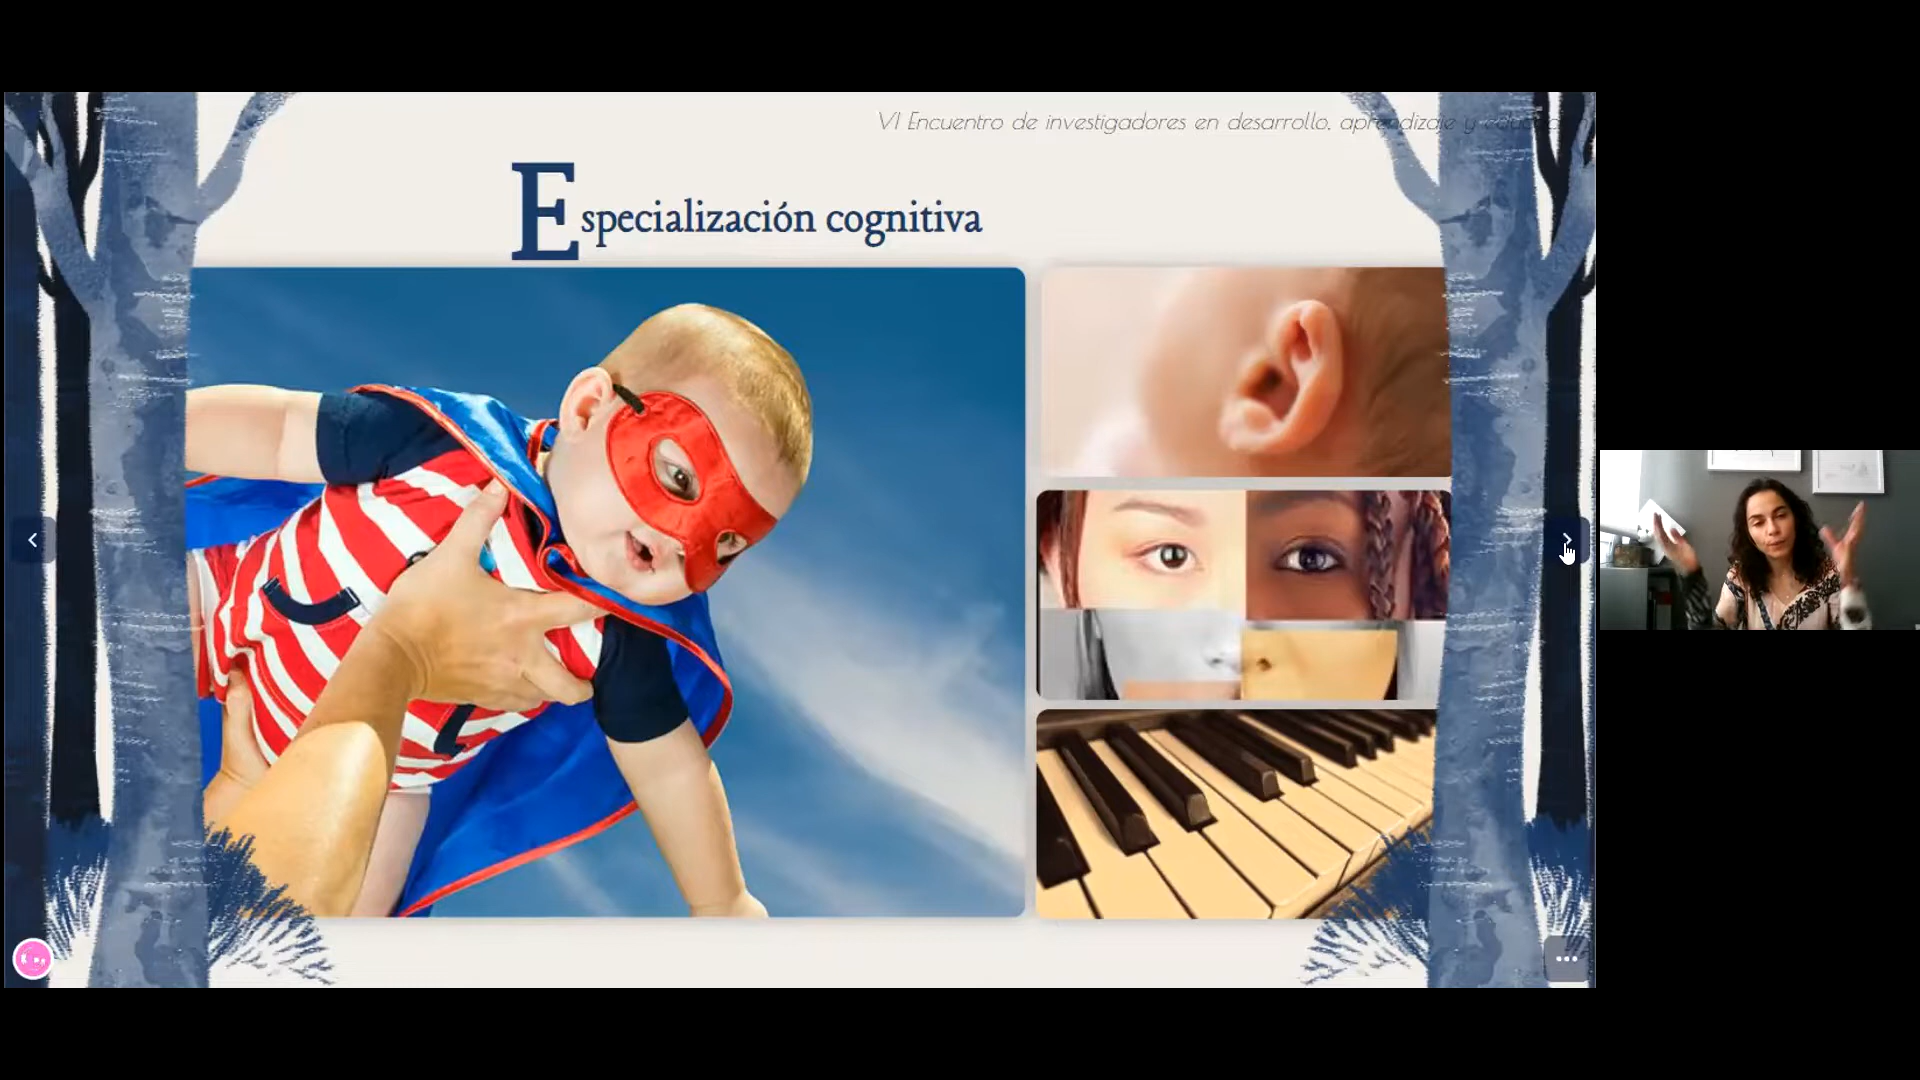 VI Encuentro de investigadores en desarrollo, aprendizaje y
Especialización cognitiva